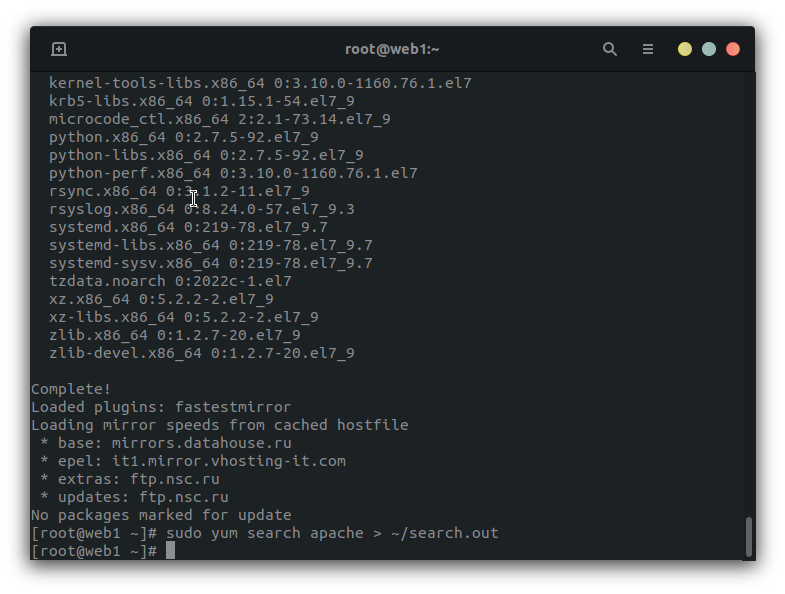 root@web1:~
kernel-tools-libs.x86_64 0:3.10.0-1160.76.1.el7
krb5-libs.x86_64 0:1.15.1-54.el7_9
microcode_ctl.x86_64 2:2.1-73.14.el7_9
python.x86_64 0:2.7.5-92.el7_9
python-libs.x86_64 0:2.7.5-92.el7_9
python-perf.x86_64 0:3.10.0-1160.76.1.el7
rsync.x86_64 0:3.1.2-11.el7_9
rsyslog.x86_64 0:8.24.0-57.el7_9.3
systemd.x86_64 0:219-78.el7_9.7
systemd-libs.x86_64 0:219-78.el7_9.7
systemd-sysv.x86_64 0:219-78.el7_9.7
tzdata.noarch 0:2022c-1.el7
xz.x86_64 0:5.2.2-2.el7_9
xz-libs.x86_64 0:5.2.2-2.el7_9
zlib.x86_64 0:1.2.7-20.el7_9
zlib-devel.x86_64 0:1.2.7-20.el7_9
Complete!
Loaded plugins: fastestmirror
Loading mirror speeds from cached hostfile
* base: mirrors.datahouse.ru
* epel: it1.mirror.vhosting-it.com
* extras: ftp.nsc.ru
* updates: ftp.nsc.ru
No packages marked for update
[root@web1 ~]# sudo yum search apache > ~/search.out
[root@web1 ~]#